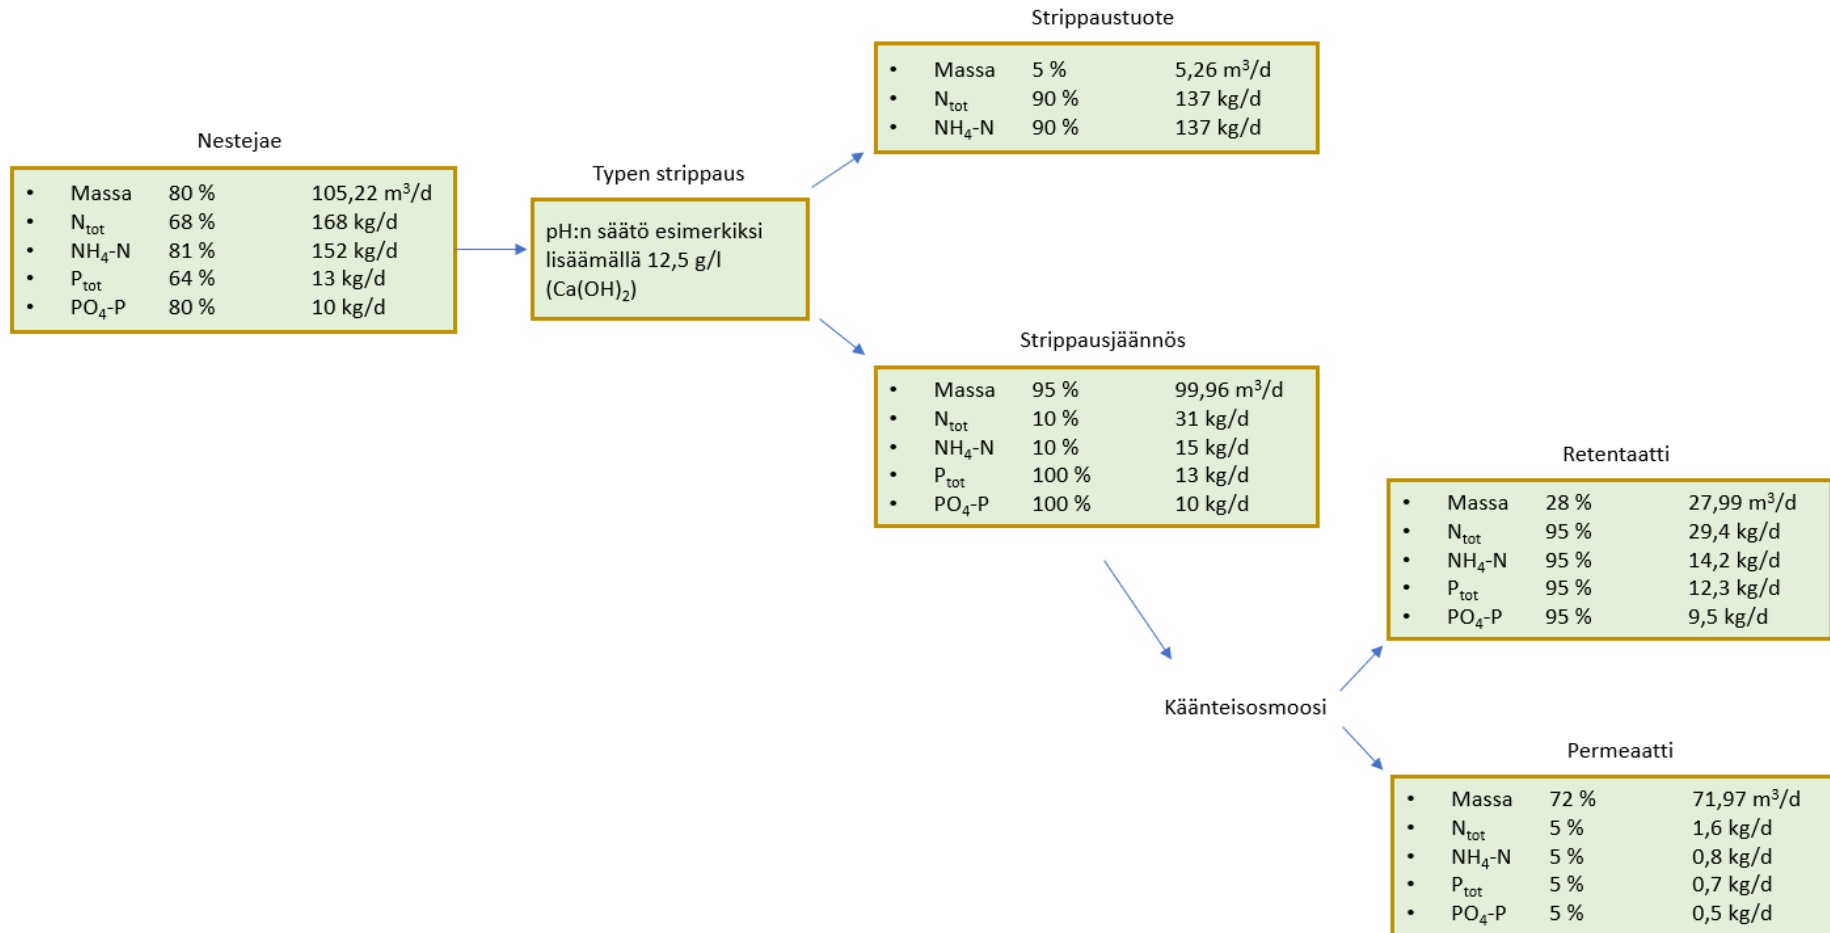 Nestejae
• Massa 80 % 105,22 m³/d
• Ntot 68 % 168 kg/d
• NH₄-N 81 % 152 kg/d
• Ptot 64 % 13 kg/d
• PO₄-P 80 % 10 kg/d
Typen strippaus
pH:n säätö esimerkiksi
lisäämällä 12,5 g/l
(Ca(OH)₂)
Strippaustuote
• Massa 5 % 5,26 m³/d
• Ntot 90 % 137 kg/d
• NH₄-N 90 % 137 kg/d
Strippausjäännös
• Massa 95 % 99,96 m³/d
• Ntot 10 % 31 kg/d
• NH₄-N 10 % 15 kg/d
• Ptot 100 % 13 kg/d
• PO₄-P 100 % 10 kg/d
Käänteisosmoosi
Retentaatti
• Massa 28 % 27,99 m³/d
• Ntot 95 % 29,4 kg/d
• NH₄-N 95 % 14,2 kg/d
• Ptot 95 % 12,3 kg/d
• PO₄-P 95 % 9,5 kg/d
Permeaatti
• Massa 72 % 71,97 m³/d
• Ntot 5 % 1,6 kg/d
• NH₄-N 5 % 0,8 kg/d
• Ptot 5 % 0,7 kg/d
• PO₄-P 5 % 0,5 kg/d